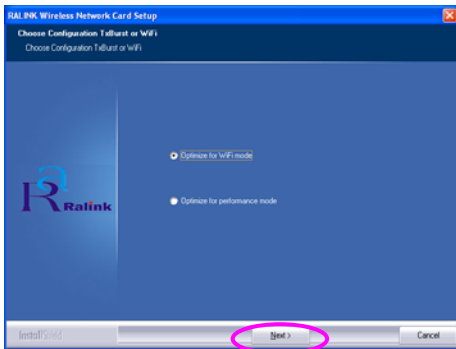 RALINK Wireless Network Card Setup
Choose Configuration TxBurst or WiFi
Choose Configuration TxBurst or WiFi
Optimize for WiFi mode
Optimize for performance mode
Ralink
InstallShield
Next >
Cancel